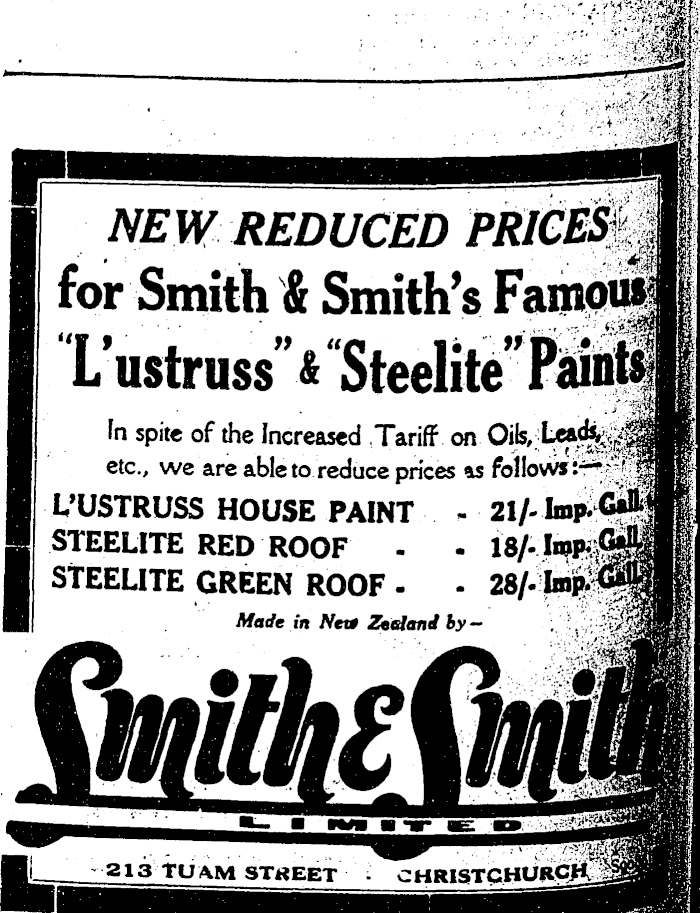 NEW REDUCED PRICES
for Smith & Smith's Famous
"L'ustruss" & "Steelite" Paints
In spite of the Increased Tariff on Oils, Leads,
etc., we are able to reduce prices as follows:—
L'USTRUSS HOUSE PAINT - 21/- Imp. Gall.
STEELITE RED ROOF - - 18/- Imp. Gall.
STEELITE GREEN ROOF - - 28/- Imp. Gall.
Made in New Zealand by—
Smith & Smith
LIMITED
213 TUAM STREET - CHRISTCHURCH